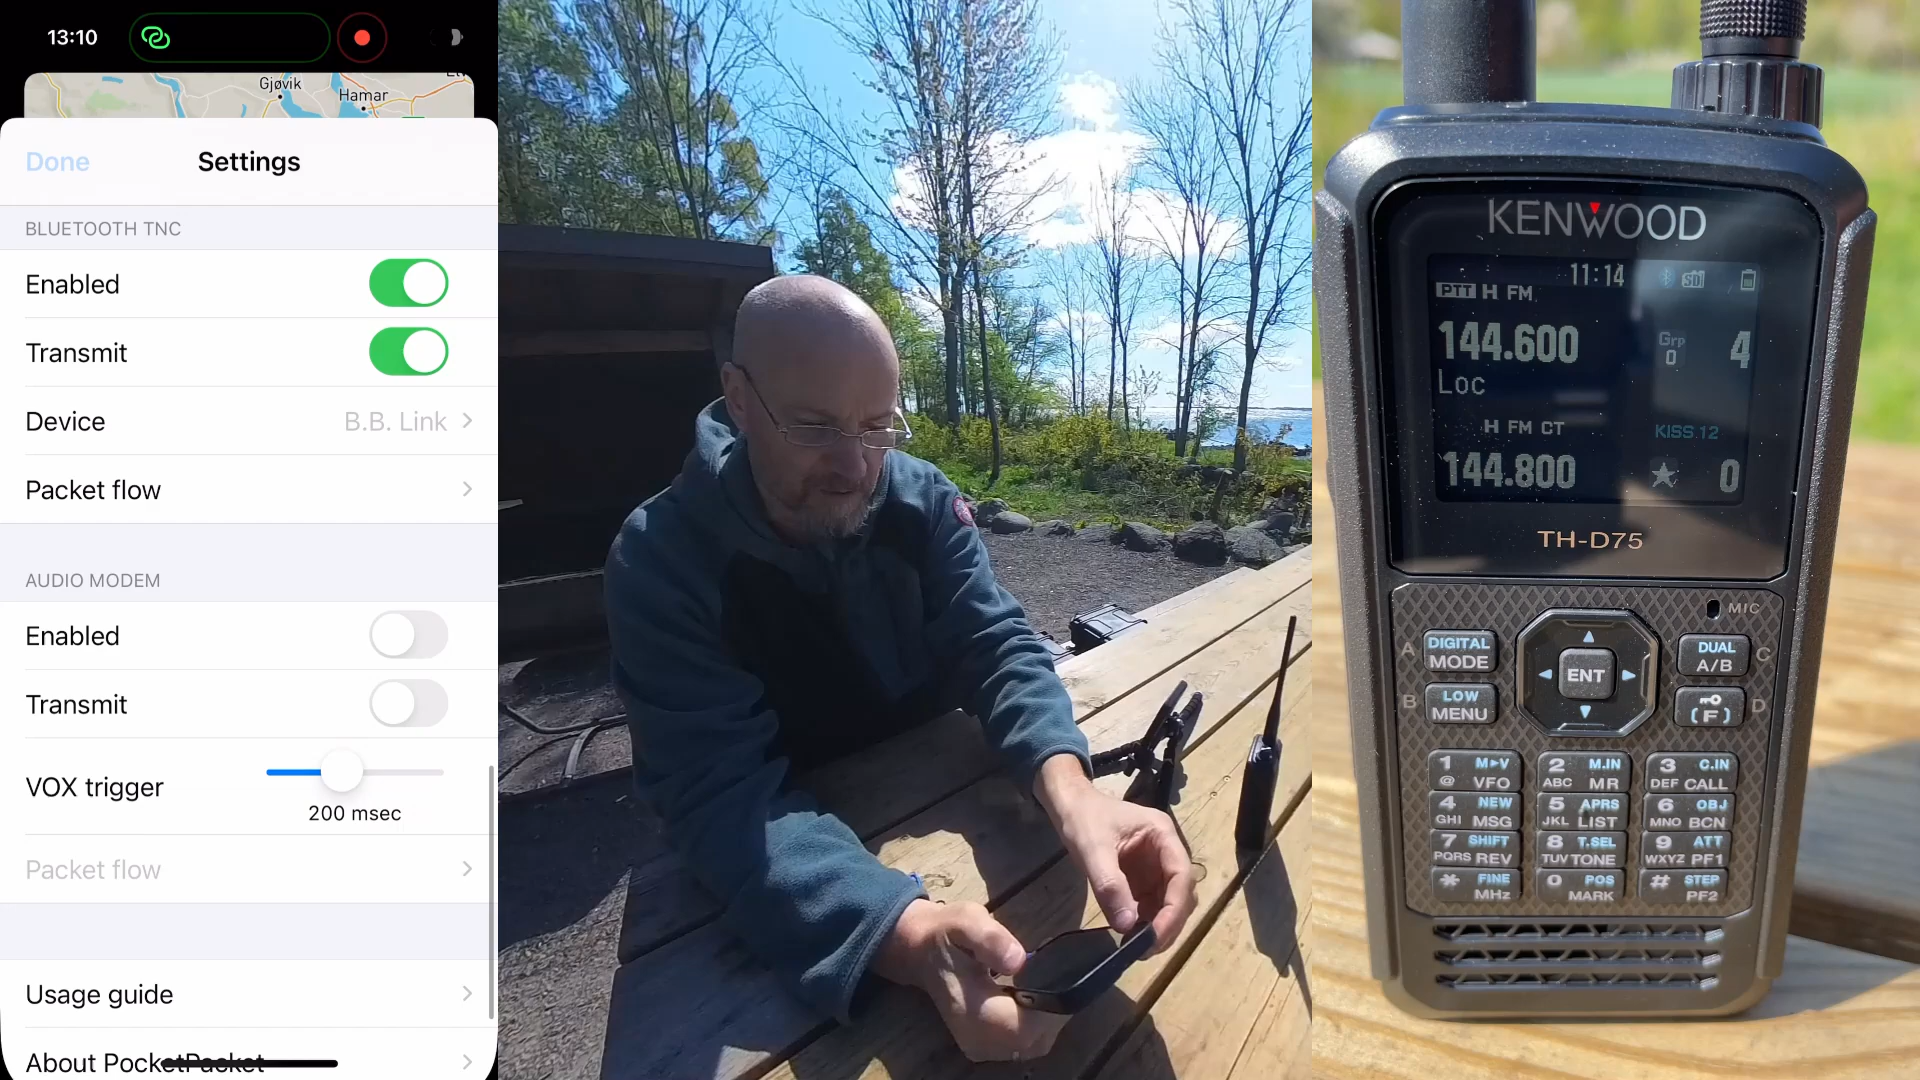 13:10
Gjøvik
Hamar
Done
Settings
BLUETOOTH TNC
Enabled
Transmit
Device
B.B. Link
Packet flow
AUDIO MODEM
Enabled
Transmit
VOX trigger
200 msec
Packet flow
Usage guide
About PocketPacket
KENWOOD
11:14
SD
PTT H FM
144.600
Grp
0
4
Loc
H FM CT
KISS 12
144.800
0
TH-D75
MIC
A
DIGITAL
MODE
ENT
DUAL
A/B
C
B
LOW
MENU
(F)
D
1 M►V
@ VFO
2 M.IN
ABC MR
3 C.IN
DEF CALL
4 NEW
GHI MSG
5 APRS
JKL LIST
6 OBJ
MNO BCN
7 SHIFT
PQRS REV
8 T.SEL
TUV TONE
9 ATT
WXYZ PF1
* FINE
MHz
0 POS
MARK
# STEP
PF2